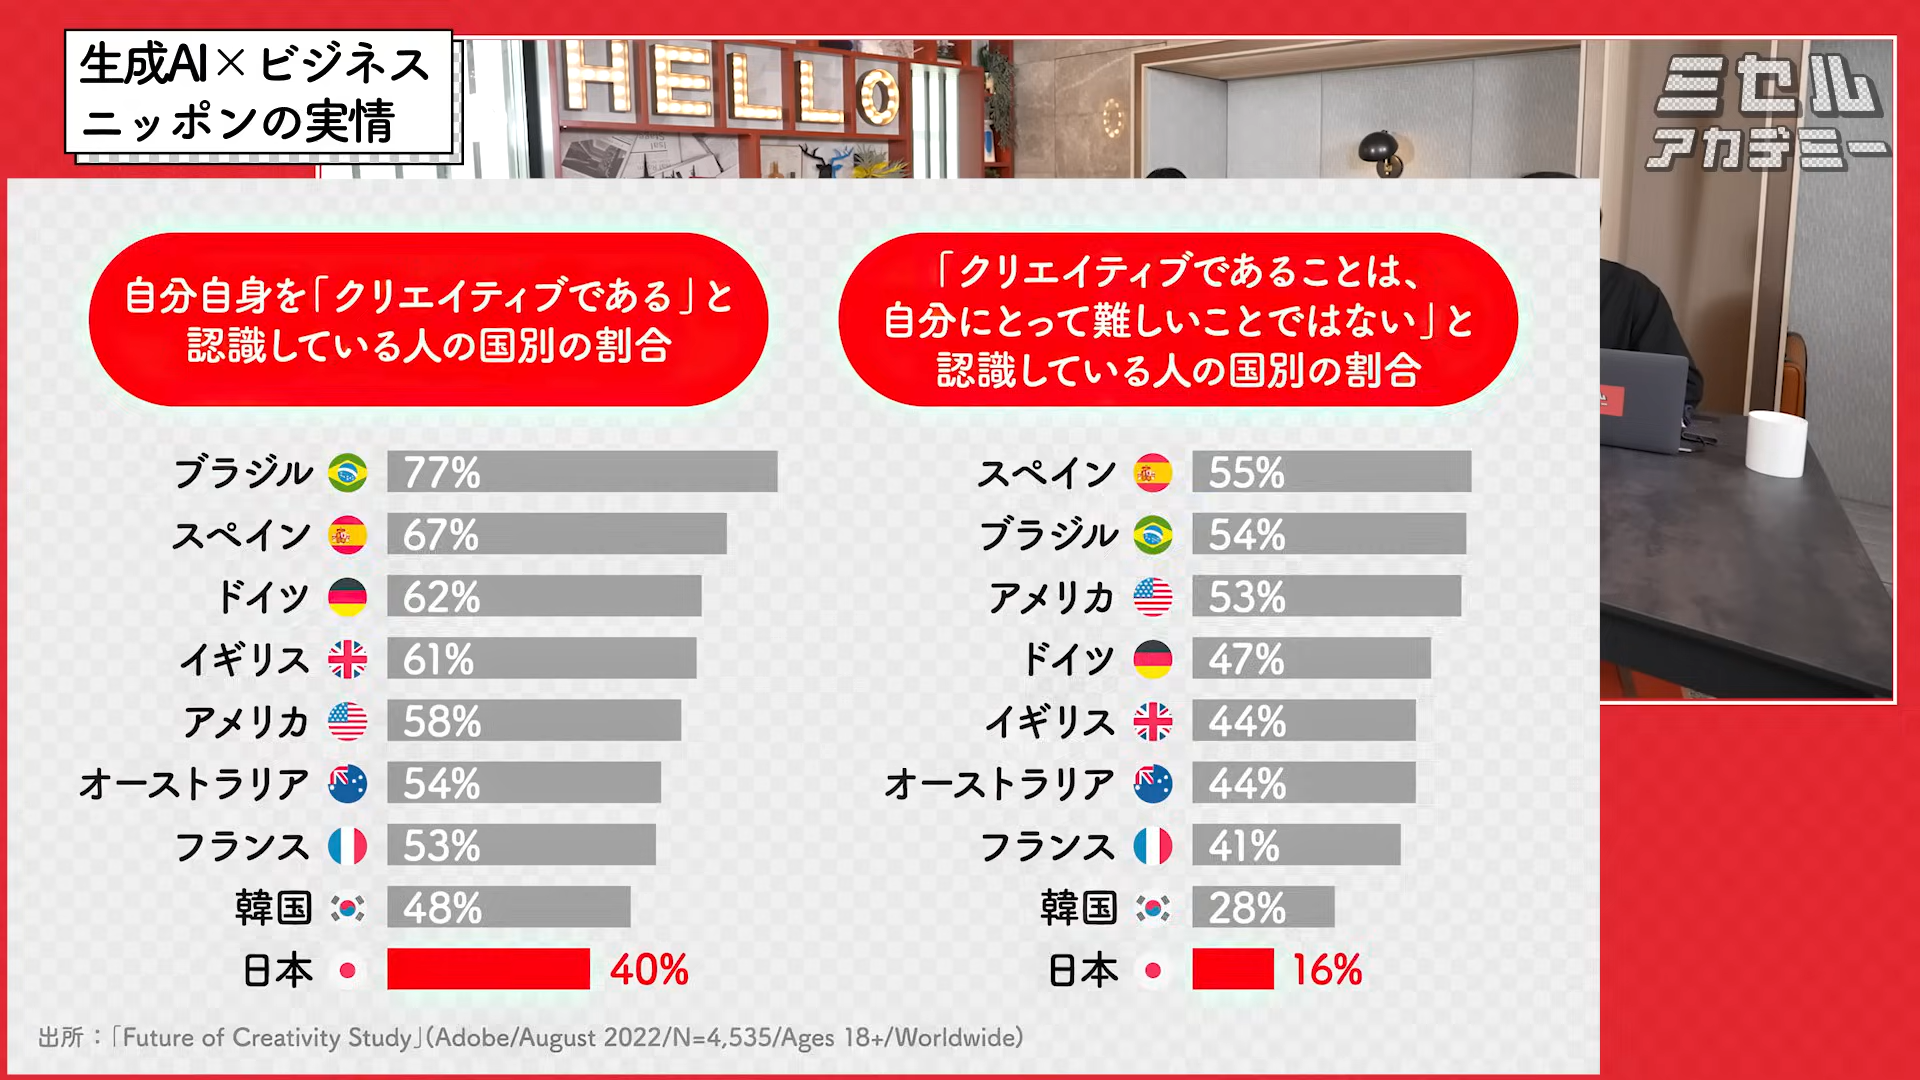 生成AI×ビジネス
ニッポンの実情
HELLO
ミセル
アカデミー
自分自身を「クリエイティブである」と
認識している人の国別の割合
ブラジル 77%
スペイン 67%
ドイツ 62%
イギリス 61%
アメリカ 58%
オーストラリア 54%
フランス 53%
韓国 48%
日本 40%
「クリエイティブであることは、
自分にとって難しいことではない」と
認識している人の国別の割合
スペイン 55%
ブラジル 54%
アメリカ 53%
ドイツ 47%
イギリス 44%
オーストラリア 44%
フランス 41%
韓国 28%
日本 16%
出所：「Future of Creativity Study」(Adobe/August 2022/N=4,535/Ages 18+/Worldwide)